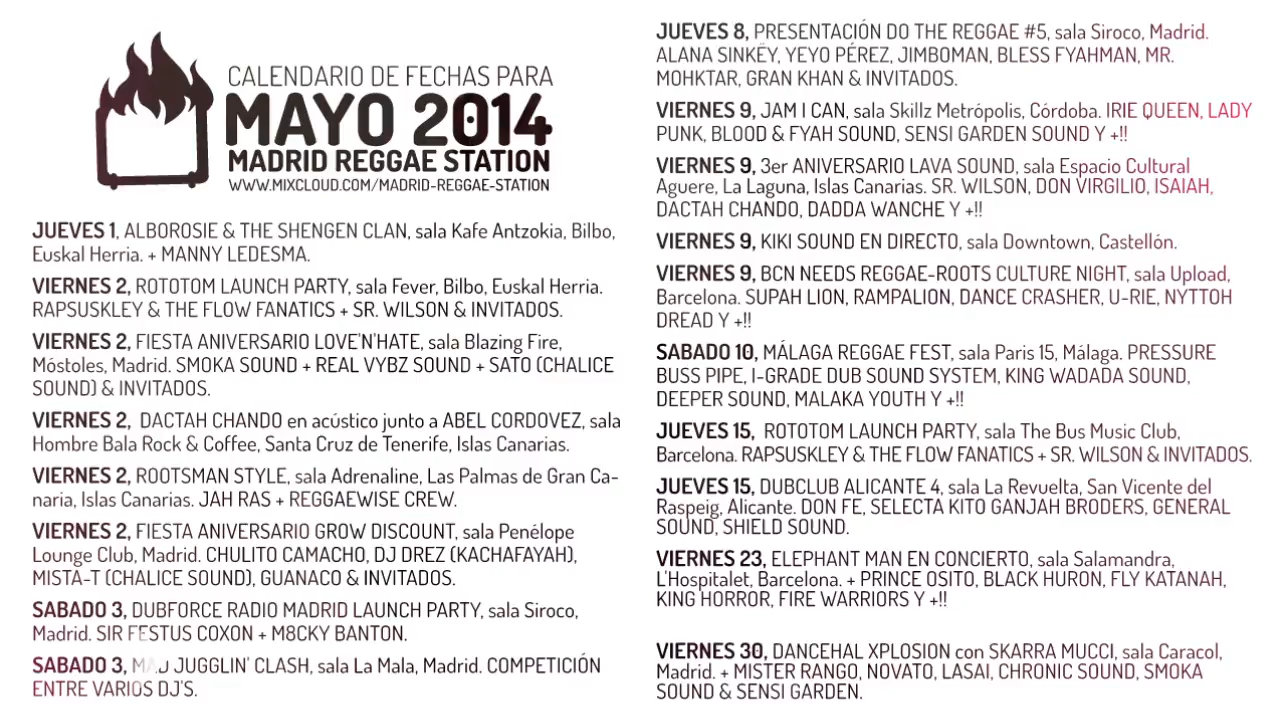 CALENDARIO DE FECHAS PARA
MAYO 2014
MADRID REGGAE STATION
WWW.MIXCLOUD.COM/MADRID-REGGAE-STATION
JUEVES 1, ALBOROSIE & THE SHENGEN CLAN, sala Kafe Antzokia, Bilbo,
Euskal Herria. + MANNY LEDESMA.
VIERNES 2, ROTOTOM LAUNCH PARTY, sala Fever, Bilbo, Euskal Herria.
RAPSUSKLEY & THE FLOW FANATICS + SR. WILSON & INVITADOS.
VIERNES 2, FIESTA ANIVERSARIO LOVE'N'HATE, sala Blazing Fire,
Móstoles, Madrid. SMOKA SOUND + REAL VYBZ SOUND + SATO (CHALICE
SOUND) & INVITADOS.
VIERNES 2, DACTAH CHANDO en acústico junto a ABEL CORDOVEZ, sala
Hombre Bala Rock & Coffee, Santa Cruz de Tenerife, Islas Canarias.
VIERNES 2, ROOTSMAN STYLE, sala Adrenaline, Las Palmas de Gran Ca-
naria, Islas Canarias. JAH RAS + REGGAEWISE CREW.
VIERNES 2, FIESTA ANIVERSARIO GROW DISCOUNT, sala Penélope
Lounge Club, Madrid. CHULITO CAMACHO, DJ DREZ (KACHAFAYAH),
MISTA-T (CHALICE SOUND), GUANACO & INVITADOS.
SABADO 3, DUBFORCE RADIO MADRID LAUNCH PARTY, sala Siroco,
Madrid. SIR FESTUS COXON + M8CKY BANTON.
SABADO 3, MAD JUGGLIN' CLASH, sala La Mala, Madrid. COMPETICIÓN
ENTRE VARIOS DJ'S.
JUEVES 8, PRESENTACIÓN DO THE REGGAE #5, sala Siroco, Madrid.
ALANA SINKËY, YEYO PÉREZ, JIMBOMAN, BLESS FYAHMAN, MR.
MOHKTAR, GRAN KHAN & INVITADOS.
VIERNES 9, JAM I CAN, sala Skillz Metrópolis, Córdoba. IRIE QUEEN, LADY
PUNK, BLOOD & FYAH SOUND, SENSI GARDEN SOUND Y +!!
VIERNES 9, 3er ANIVERSARIO LAVA SOUND, sala Espacio Cultural
Aguere, La Laguna, Islas Canarias. SR. WILSON, DON VIRGILIO, ISAIAH,
DACTAH CHANDO, DADDA WANCHE Y +!!
VIERNES 9, KIKI SOUND EN DIRECTO, sala Downtown, Castellón.
VIERNES 9, BCN NEEDS REGGAE-ROOTS CULTURE NIGHT, sala Upload,
Barcelona. SUPAH LION, RAMPALION, DANCE CRASHER, U-RIE, NYTTOH
DREAD Y +!!
SABADO 10, MÁLAGA REGGAE FEST, sala Paris 15, Málaga. PRESSURE
BUSS PIPE, I-GRADE DUB SOUND SYSTEM, KING WADADA SOUND,
DEEPER SOUND, MALAKA YOUTH Y +!!
JUEVES 15, ROTOTOM LAUNCH PARTY, sala The Bus Music Club,
Barcelona. RAPSUSKLEY & THE FLOW FANATICS + SR. WILSON & INVITADOS.
JUEVES 15, DUBCLUB ALICANTE 4, sala La Revuelta, San Vicente del
Raspeig, Alicante. DON FE, SELECTA KITO GANJAH BRODERS, GENERAL
SOUND, SHIELD SOUND.
VIERNES 23, ELEPHANT MAN EN CONCIERTO, sala Salamandra,
L'Hospitalet, Barcelona. + PRINCE OSITO, BLACK HURON, FLY KATANAH,
KING HORROR, FIRE WARRIORS Y +!!
VIERNES 30, DANCEHAL XPLOSION con SKARRA MUCCI, sala Caracol,
Madrid. + MISTER RANGO, NOVATO, LASAI, CHRONIC SOUND, SMOKA
SOUND & SENSI GARDEN.